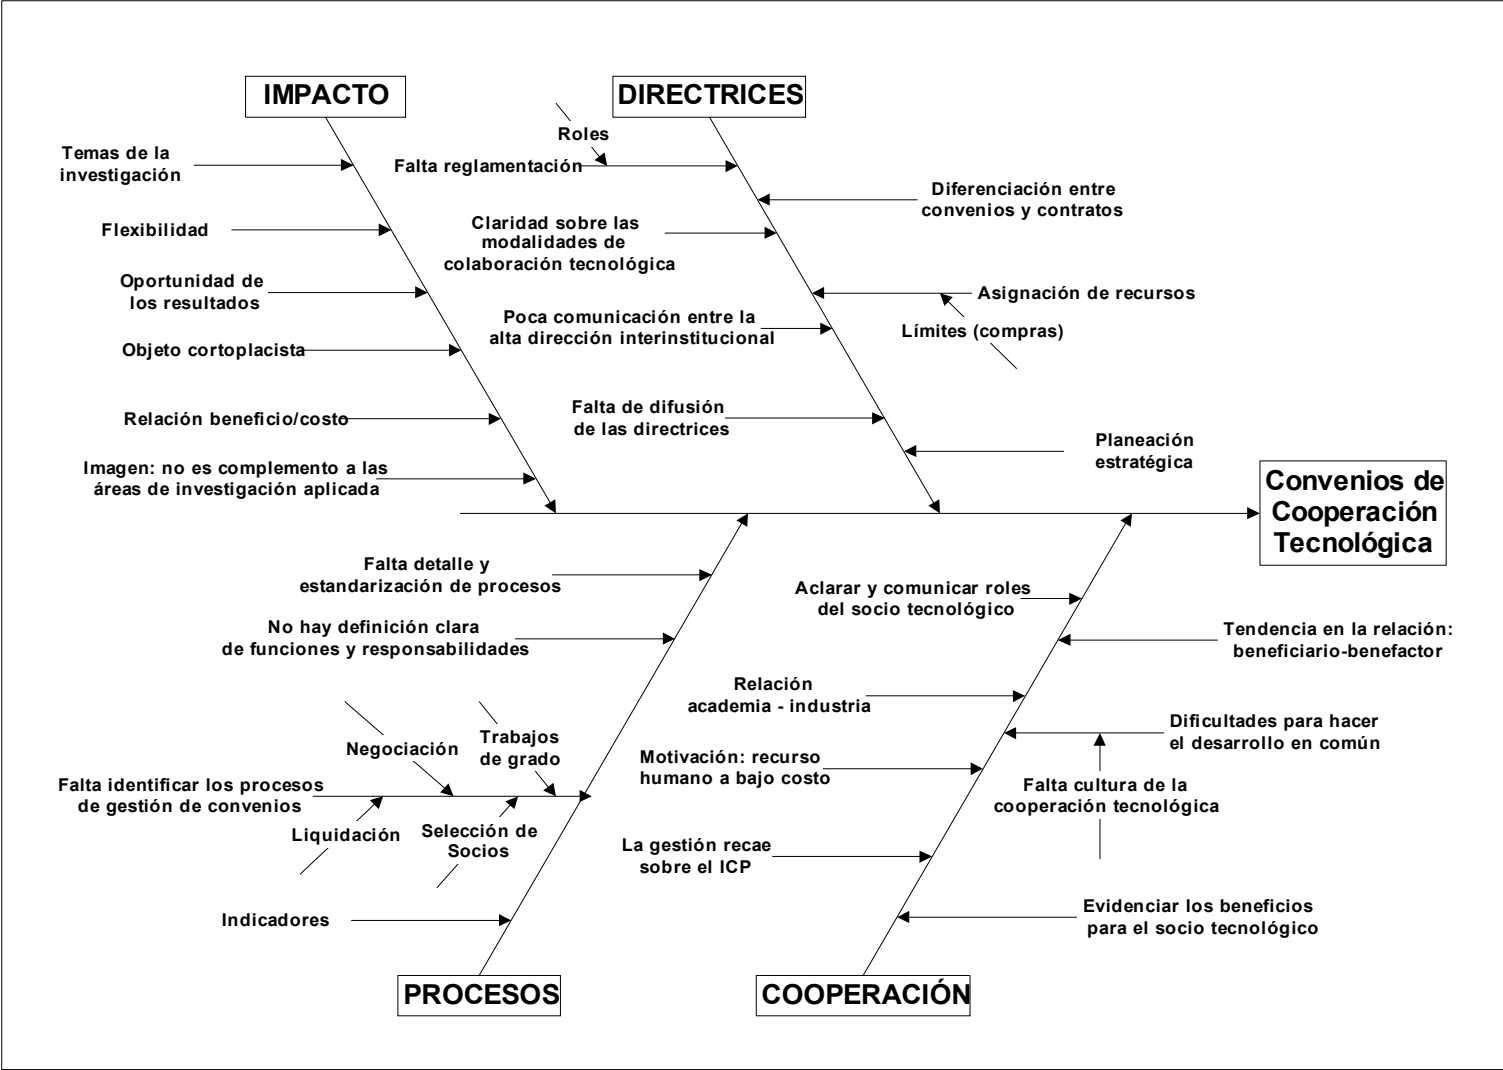 IMPACTO
DIRECTRICES
Roles
Temas de la
investigación
Falta reglamentación
Diferenciación entre
convenios y contratos
Flexibilidad
Claridad sobre las
modalidades de
colaboración tecnológica
Oportunidad de
los resultados
Asignación de recursos
Poca comunicación entre la
alta dirección interinstitucional
Límites (compras)
Objeto cortoplacista
Relación beneficio/costo
Falta de difusión
de las directrices
Planeación
estratégica
Imagen: no es complemento a las
áreas de investigación aplicada
Convenios de
Cooperación
Tecnológica
Falta detalle y
estandarización de procesos
Aclarar y comunicar roles
del socio tecnológico
No hay definición clara
de funciones y responsabilidades
Tendencia en la relación:
beneficiario-benefactor
Relación
academia - industria
Negociación
Trabajos
de grado
Dificultades para hacer
el desarrollo en común
Motivación: recurso
humano a bajo costo
Falta identificar los procesos
de gestión de convenios
Falta cultura de la
cooperación tecnológica
Liquidación
Selección de
Socios
La gestión recae
sobre el ICP
Indicadores
Evidenciar los beneficios
para el socio tecnológico
PROCESOS
COOPERACIÓN